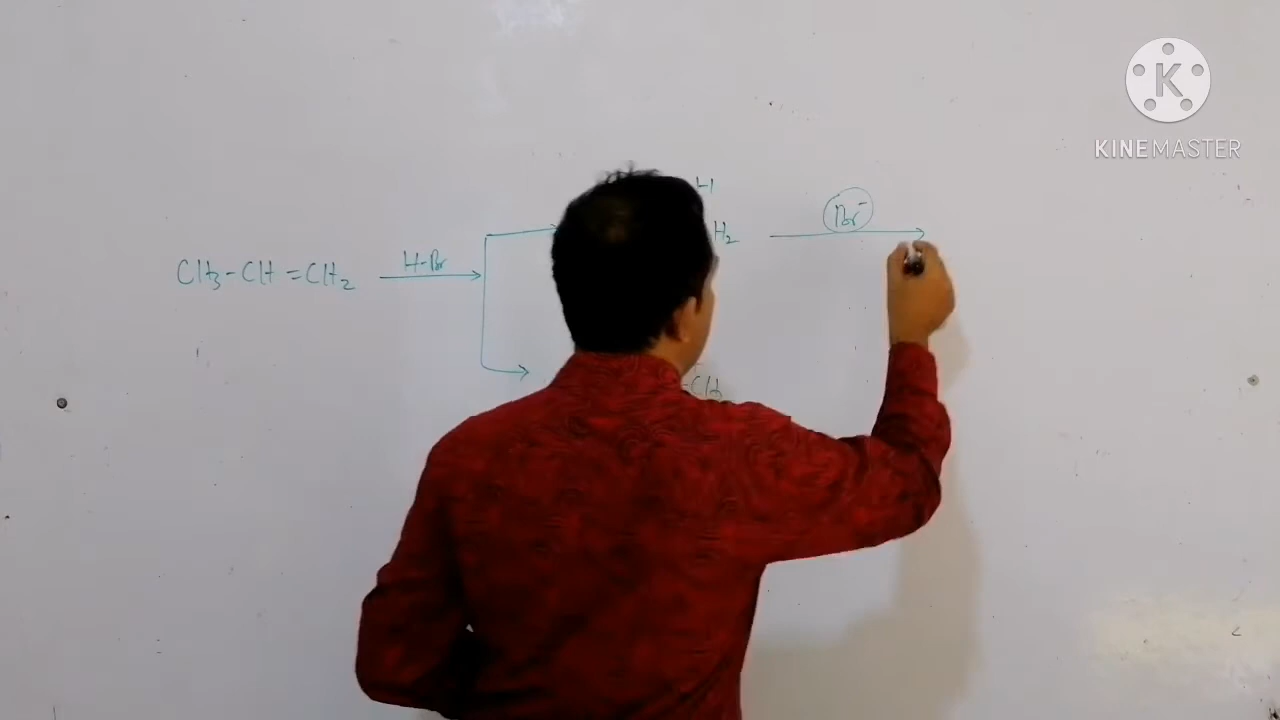 K
KINEMASTER
H
H₂
Br⁻
CH₃-CH=CH₂
H-Br
-CH₃